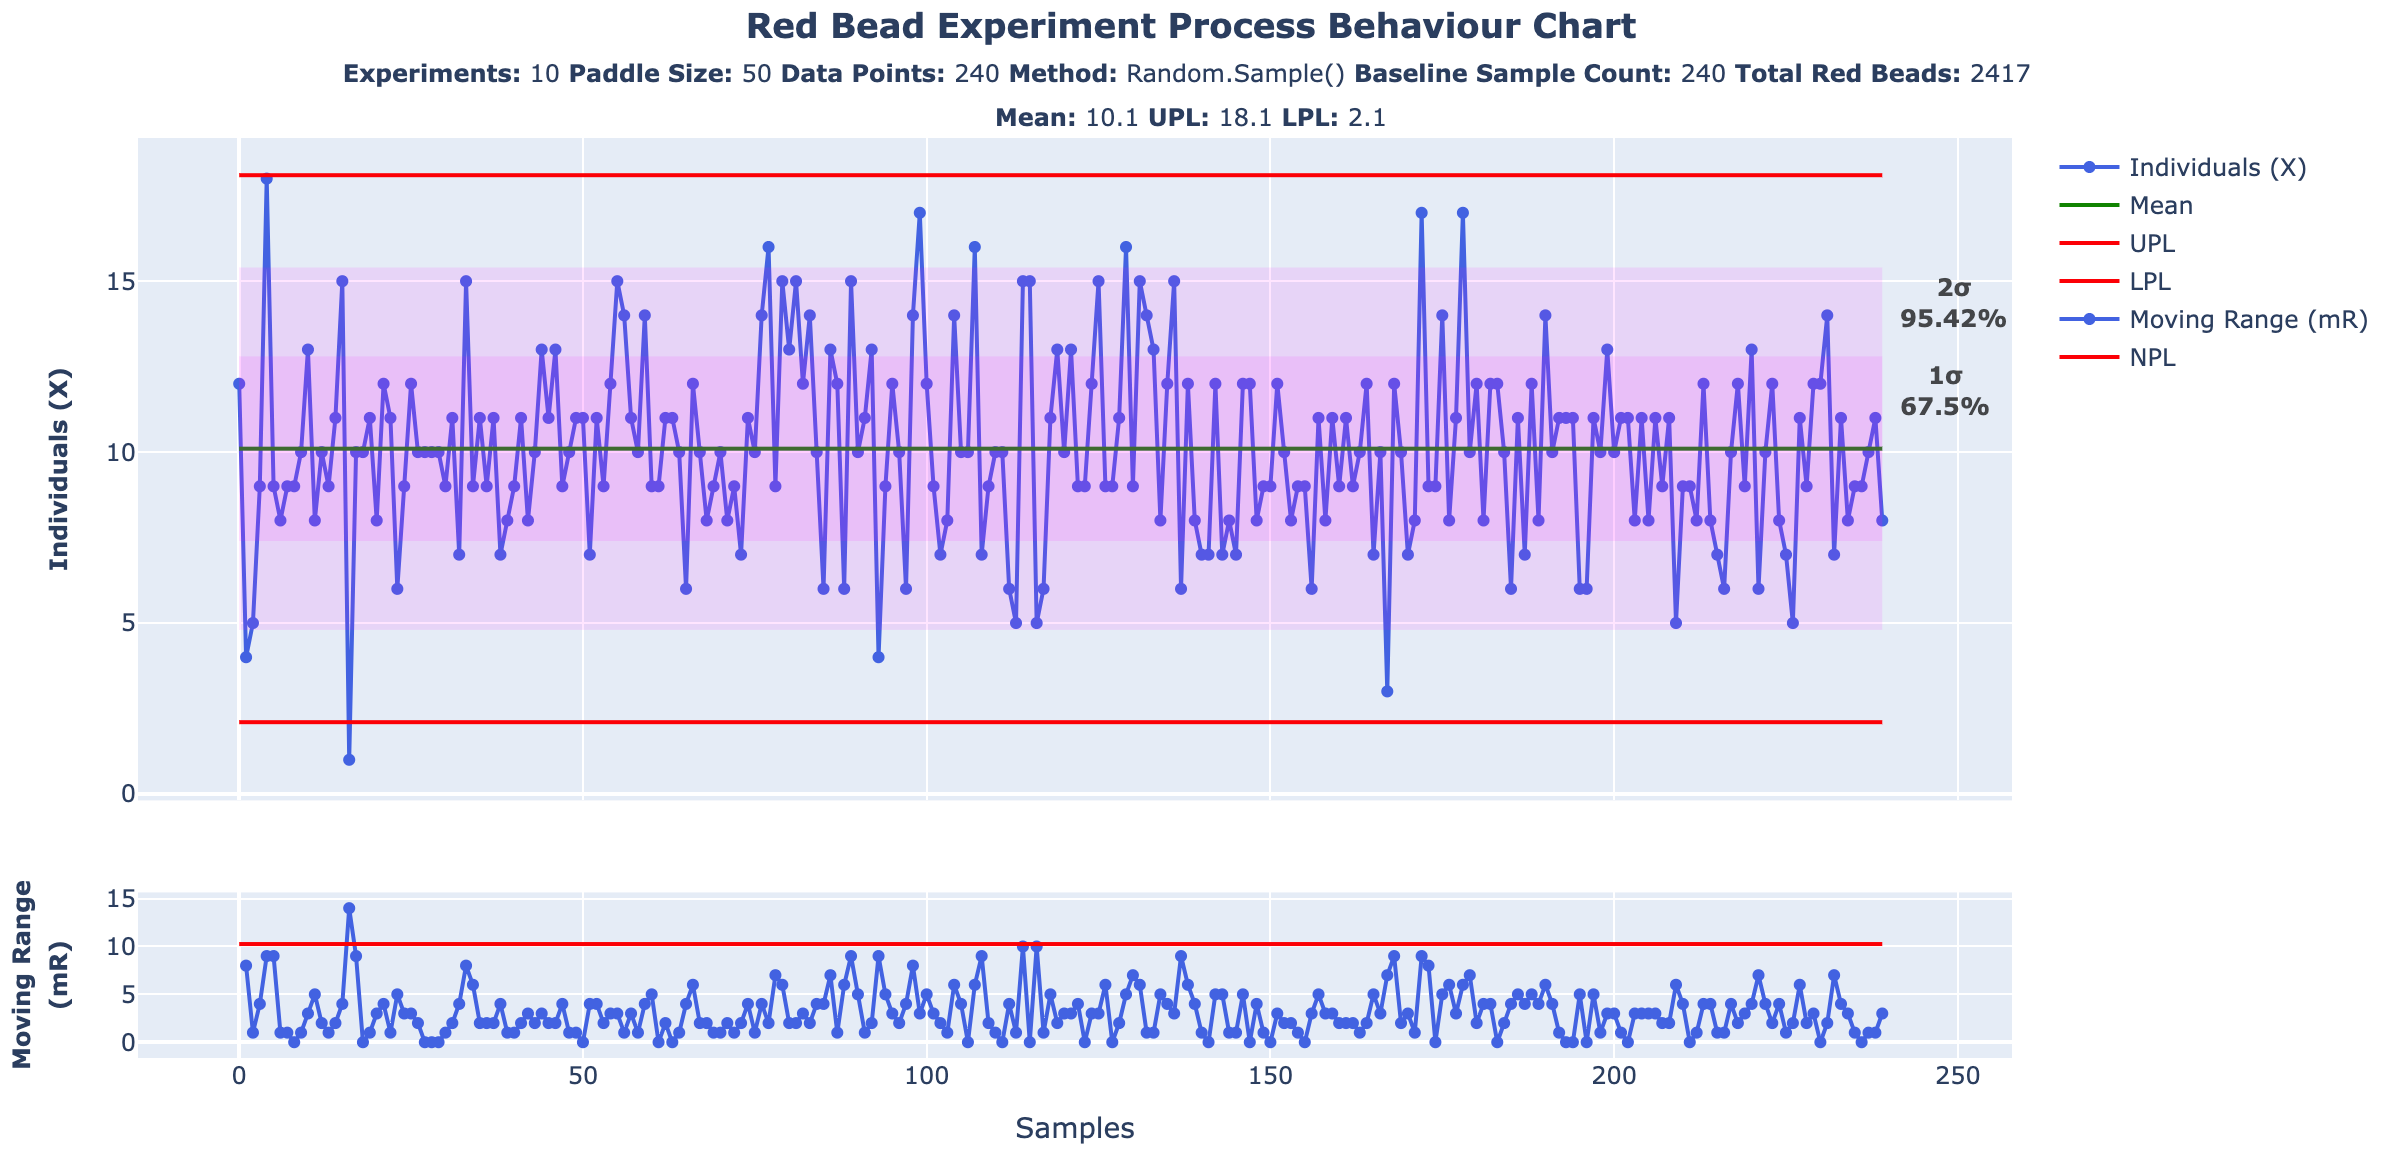 Red Bead Experiment Process Behaviour Chart
Experiments: 10 Paddle Size: 50 Data Points: 240 Method: Random.Sample() Baseline Sample Count: 240 Total Red Beads: 2417
Mean: 10.1 UPL: 18.1 LPL: 2.1
Individuals (X)
15
10
5
0
2σ
95.42%
1σ
67.5%
Individuals (X)
Mean
UPL
LPL
Moving Range (mR)
NPL
Moving Range
(mR)
15
10
5
0
0
50
100
150
200
250
Samples